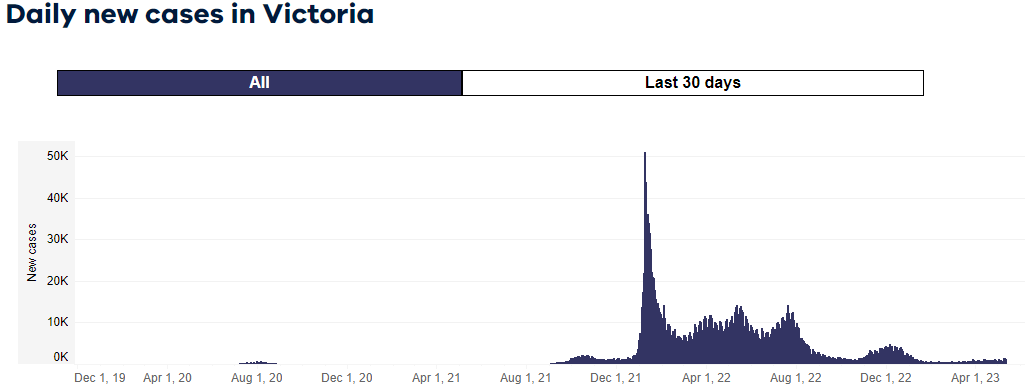 Daily new cases in Victoria
All
Last 30 days
New cases
50K
40K
30K
20K
10K
0K
Dec 1, 19 Apr 1, 20 Aug 1, 20 Dec 1, 20 Apr 1, 21 Aug 1, 21 Dec 1, 21 Apr 1, 22 Aug 1, 22 Dec 1, 22 Apr 1, 23